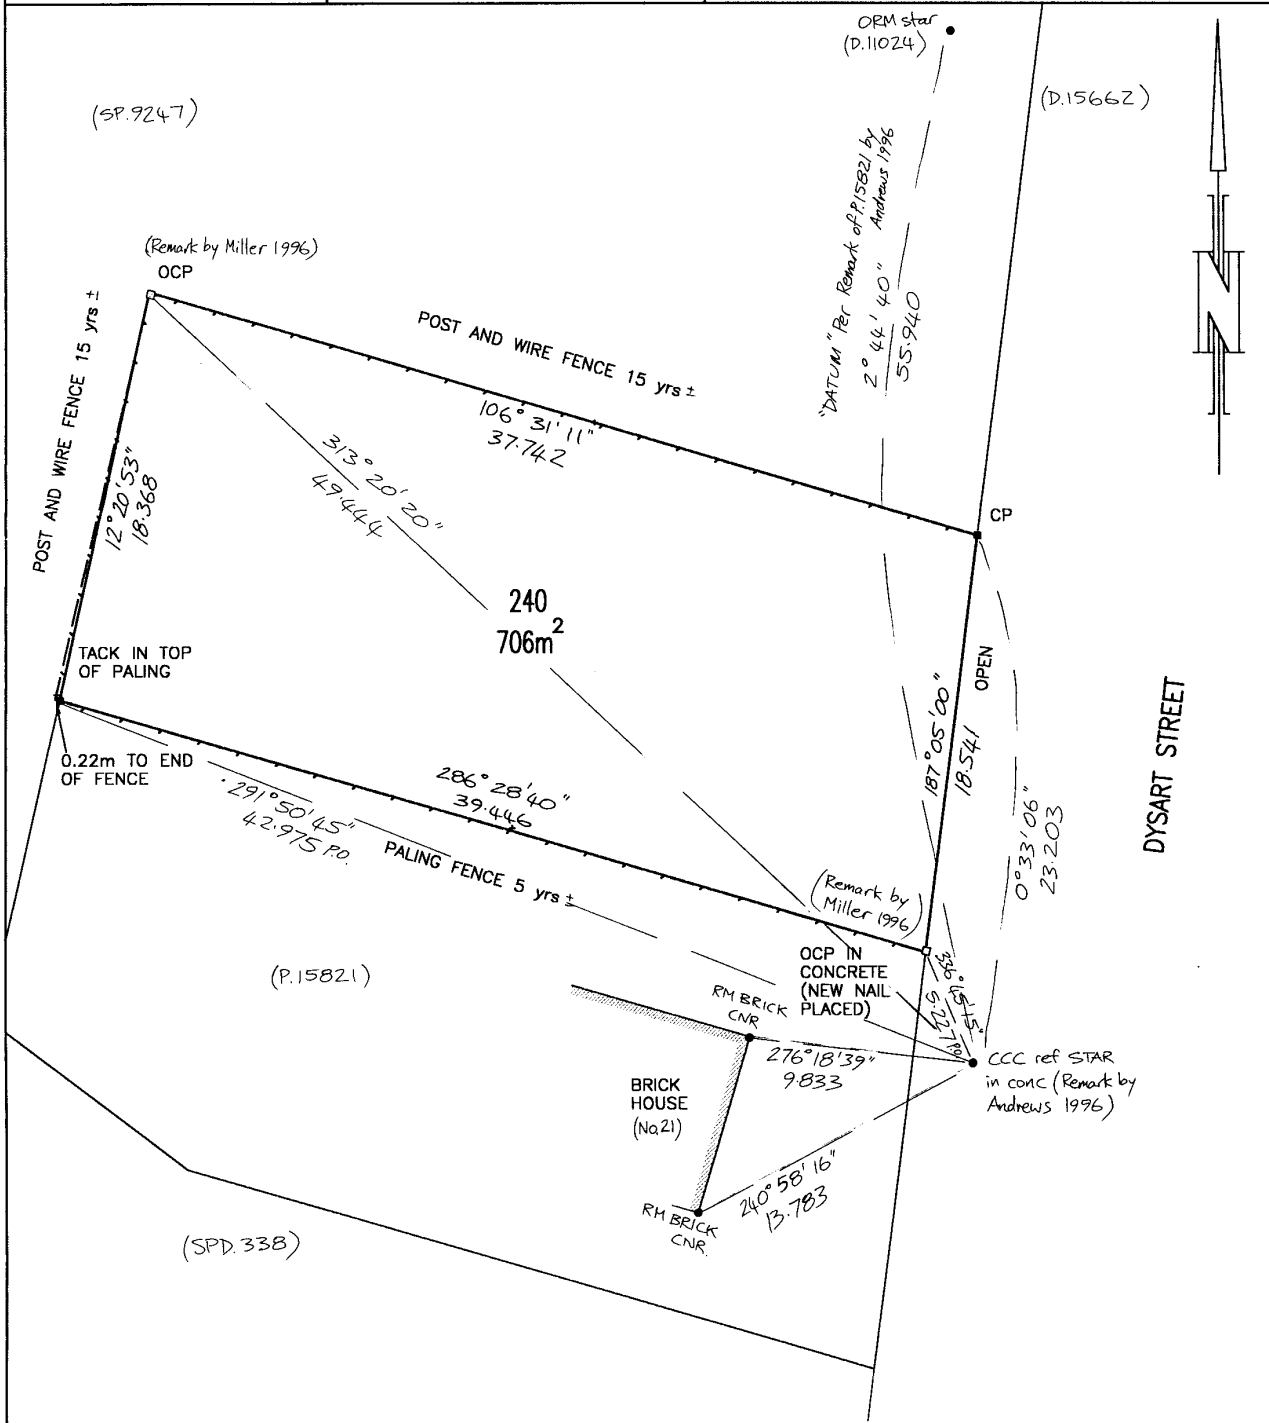 ORM star
(D.11024)
(SP.9247)
(D.15662)
"DATUM" Per Remark of P.15821 by
Andrews 1996
2° 44' 40"
55.940
N
(Remark by Miller 1996)
OCP
POST AND WIRE FENCE 15 yrs ±
POST AND WIRE FENCE 15 yrs ±
106° 31' 11"
37.742
313° 20' 20"
49.444
12° 20' 53"
18.368
CP
240
706m²
OPEN
187° 05' 00"
18.541
TACK IN TOP
OF PALING
0.22m TO END
OF FENCE
DYSART STREET
286° 28' 40"
39.446
291° 50' 45"
42.975 P.O.
PALING FENCE 5 yrs ±
0° 33' 06"
23.203
(Remark by
Miller 1996)
OCP IN
CONCRETE
(NEW NAIL
PLACED)
336° 45' 15"
5.227 P.O.
(P.15821)
RM BRICK
CNR
276° 18' 39"
9.833
CCC ref STAR
in conc (Remark by
Andrews 1996)
BRICK
HOUSE
(No.21)
240° 58' 16"
13.783
RM BRICK
CNR.
(SPD.338)